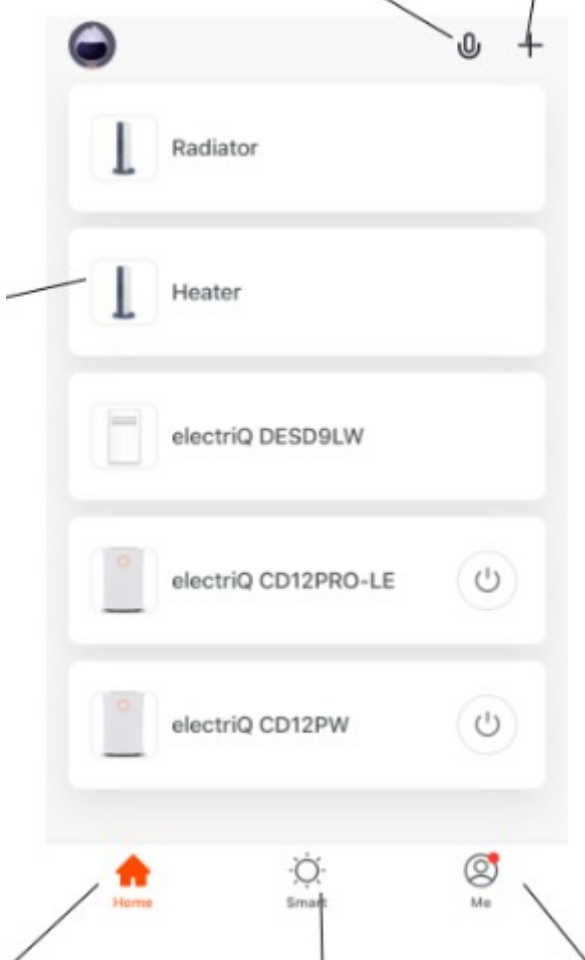 Radiator
Heater
electriQ DESD9LW
electriQ CD12PRO-LE
electriQ CD12PW
Home
Smart
Me